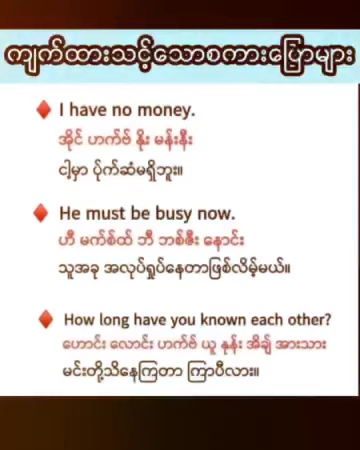 ကျက်ထားသင့်သောစကားပြောများ
I have no money.
အိုင် ဟက်ဗ် နိုး မန်းနီး
ငါ့မှာ ပိုက်ဆံမရှိဘူး။
He must be busy now.
ဟီ မက်စ်ထ် ဘီ ဘစ်ဇီး နောင်း
သူအခု အလုပ်ရှုပ်နေတာဖြစ်လိမ့်မယ်။
How long have you known each other?
ဟောင်း လောင်း ဟက်ဗ် ယူ နုန်း အိချ် အားသား
မင်းတို့သိနေကြတာ ကြာပီလား။